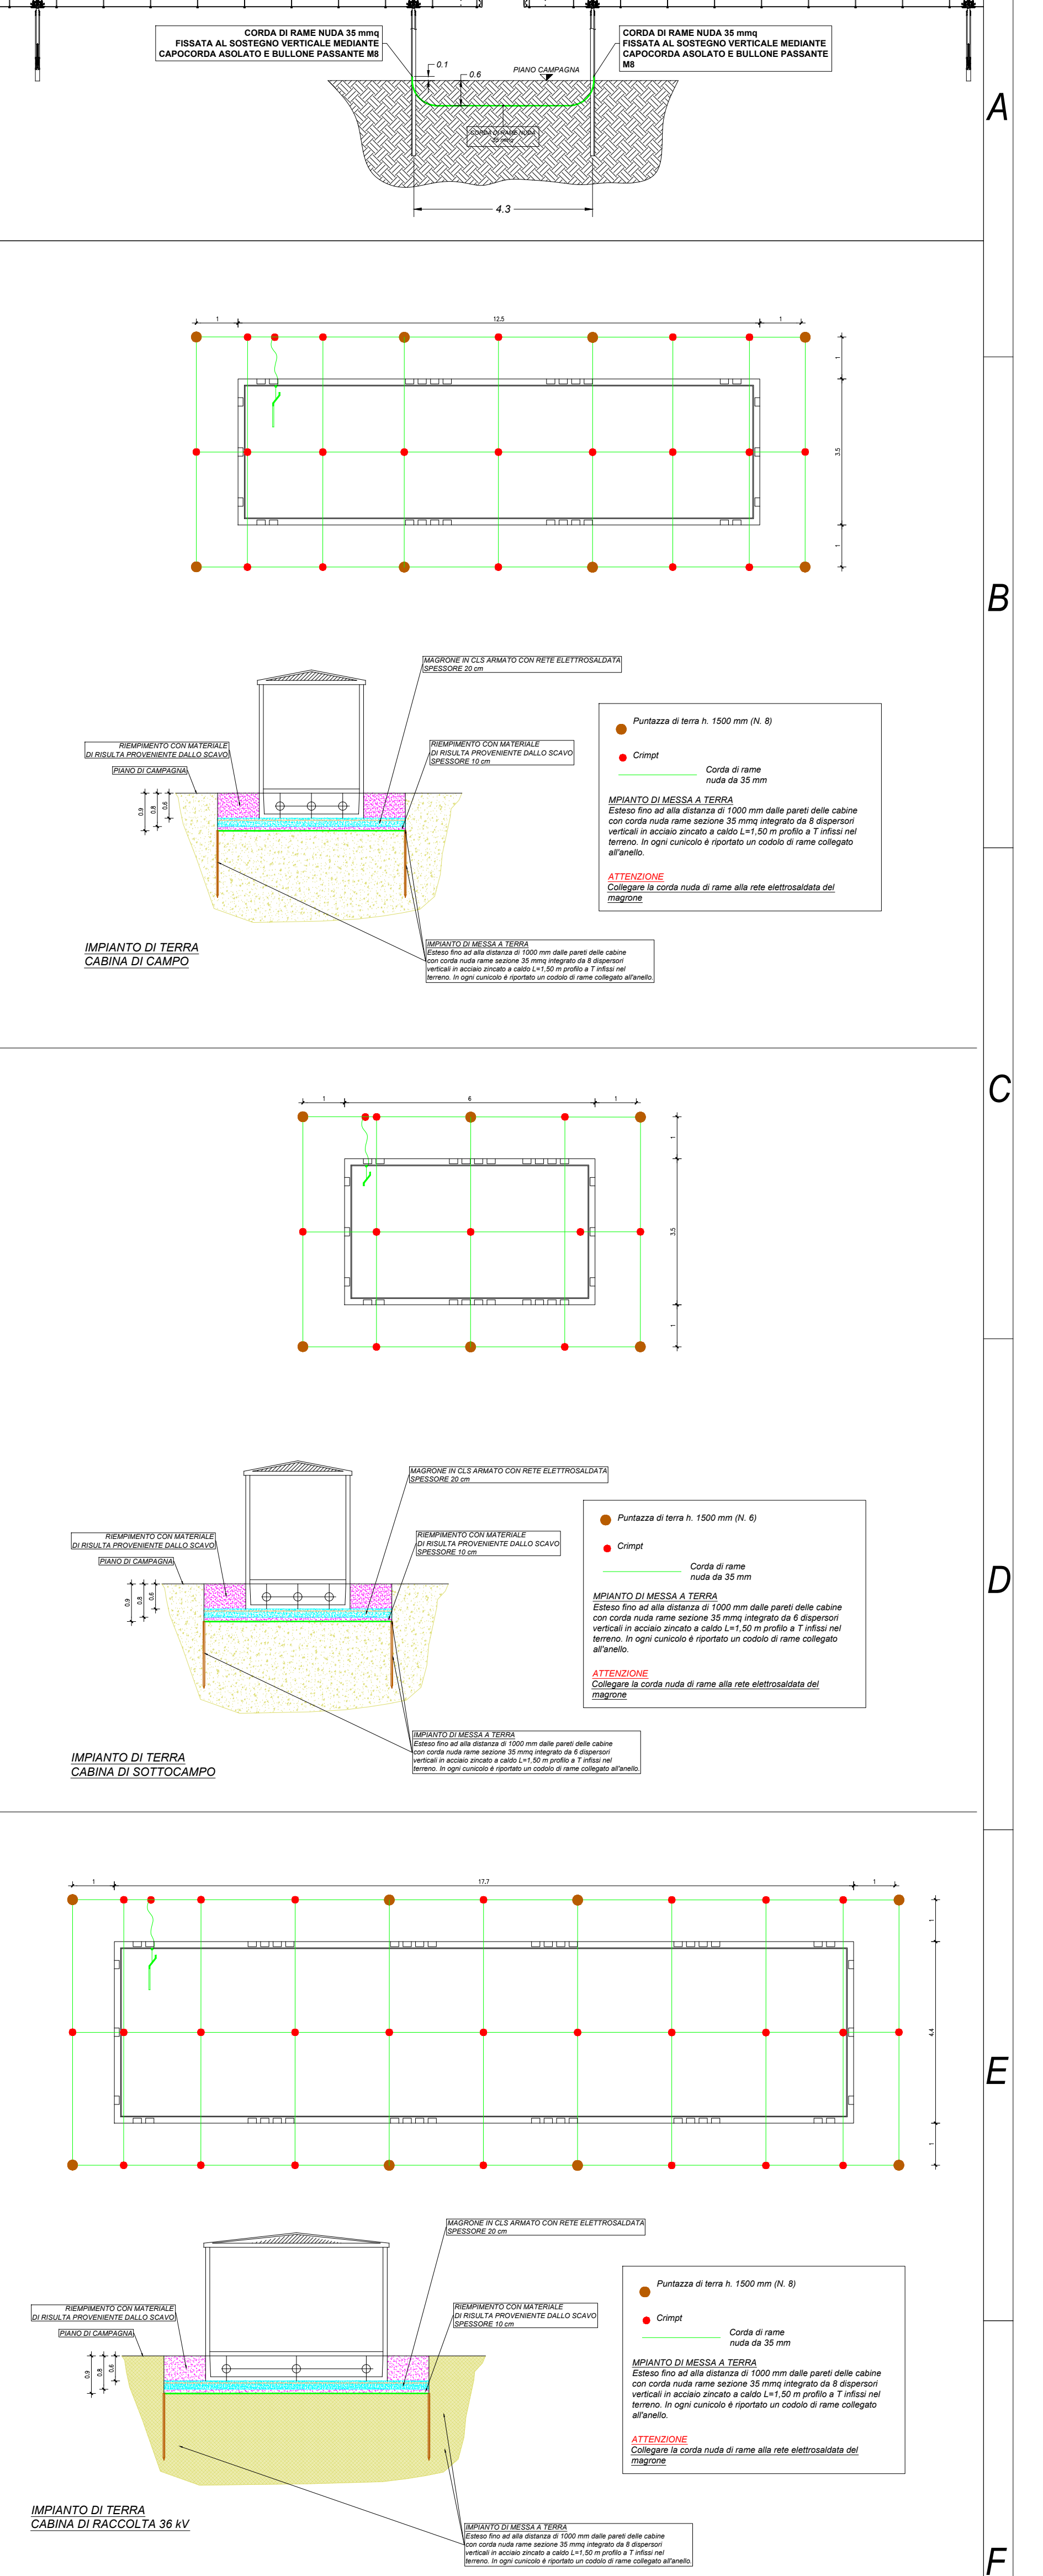 CORDA DI RAME NUDA 35 mmq
FISSATA AL SOSTEGNO VERTICALE MEDIANTE
CAPOCORDA ASOLATO E BULLONE PASSANTE M8
CORDA DI RAME NUDA 35 mmq
FISSATA AL SOSTEGNO VERTICALE MEDIANTE
CAPOCORDA ASOLATO E BULLONE PASSANTE
M8
0.1
0.6
PIANO CAMPAGNA
CORDA DI RAME NUDA
35 mmq
4.3
A
1
12.5
1
1
3.5
1
B
MAGRONE IN CLS ARMATO CON RETE ELETTROSALDATA
SPESSORE 20 cm
RIEMPIMENTO CON MATERIALE
DI RISULTA PROVENIENTE DALLO SCAVO
PIANO DI CAMPAGNA
RIEMPIMENTO CON MATERIALE
DI RISULTA PROVENIENTE DALLO SCAVO
SPESSORE 10 cm
0.9
0.8
0.6
Puntazza di terra h. 1500 mm (N. 8)
Crimpt
Corda di rame
nuda da 35 mm
MPIANTO DI MESSA A TERRA
Esteso fino ad alla distanza di 1000 mm dalle pareti delle cabine
con corda nuda rame sezione 35 mmq integrato da 8 dispersori
verticali in acciaio zincato a caldo L=1,50 m profilo a T infissi nel
terreno. In ogni cunicolo è riportato un codolo di rame collegato
all'anello.
ATTENZIONE
Collegare la corda nuda di rame alla rete elettrosaldata del
magrone
IMPIANTO DI TERRA
CABINA DI CAMPO
IMPIANTO DI MESSA A TERRA
Esteso fino ad alla distanza di 1000 mm dalle pareti delle cabine
con corda nuda rame sezione 35 mmq integrato da 8 dispersori
verticali in acciaio zincato a caldo L=1,50 m profilo a T infissi nel
terreno. In ogni cunicolo è riportato un codolo di rame collegato all'anello.
C
1
6
1
1
3.5
1
MAGRONE IN CLS ARMATO CON RETE ELETTROSALDATA
SPESSORE 20 cm
RIEMPIMENTO CON MATERIALE
DI RISULTA PROVENIENTE DALLO SCAVO
PIANO DI CAMPAGNA
RIEMPIMENTO CON MATERIALE
DI RISULTA PROVENIENTE DALLO SCAVO
SPESSORE 10 cm
0.9
0.8
0.6
Puntazza di terra h. 1500 mm (N. 6)
Crimpt
Corda di rame
nuda da 35 mm
MPIANTO DI MESSA A TERRA
Esteso fino ad alla distanza di 1000 mm dalle pareti delle cabine
con corda nuda rame sezione 35 mmq integrato da 6 dispersori
verticali in acciaio zincato a caldo L=1,50 m profilo a T infissi nel
terreno. In ogni cunicolo è riportato un codolo di rame collegato
all'anello.
ATTENZIONE
Collegare la corda nuda di rame alla rete elettrosaldata del
magrone
D
IMPIANTO DI TERRA
CABINA DI SOTTOCAMPO
IMPIANTO DI MESSA A TERRA
Esteso fino ad alla distanza di 1000 mm dalle pareti delle cabine
con corda nuda rame sezione 35 mmq integrato da 6 dispersori
verticali in acciaio zincato a caldo L=1,50 m profilo a T infissi nel
terreno. In ogni cunicolo è riportato un codolo di rame collegato all'anello.
1
17.7
1
1
4.4
1
E
MAGRONE IN CLS ARMATO CON RETE ELETTROSALDATA
SPESSORE 20 cm
RIEMPIMENTO CON MATERIALE
DI RISULTA PROVENIENTE DALLO SCAVO
PIANO DI CAMPAGNA
RIEMPIMENTO CON MATERIALE
DI RISULTA PROVENIENTE DALLO SCAVO
SPESSORE 10 cm
0.9
0.8
0.6
Puntazza di terra h. 1500 mm (N. 8)
Crimpt
Corda di rame
nuda da 35 mm
MPIANTO DI MESSA A TERRA
Esteso fino ad alla distanza di 1000 mm dalle pareti delle cabine
con corda nuda rame sezione 35 mmq integrato da 8 dispersori
verticali in acciaio zincato a caldo L=1,50 m profilo a T infissi nel
terreno. In ogni cunicolo è riportato un codolo di rame collegato
all'anello.
ATTENZIONE
Collegare la corda nuda di rame alla rete elettrosaldata del
magrone
IMPIANTO DI TERRA
CABINA DI RACCOLTA 36 kV
IMPIANTO DI MESSA A TERRA
Esteso fino ad alla distanza di 1000 mm dalle pareti delle cabine
con corda nuda rame sezione 35 mmq integrato da 8 dispersori
verticali in acciaio zincato a caldo L=1,50 m profilo a T infissi nel
terreno. In ogni cunicolo è riportato un codolo di rame collegato all'anello.
F